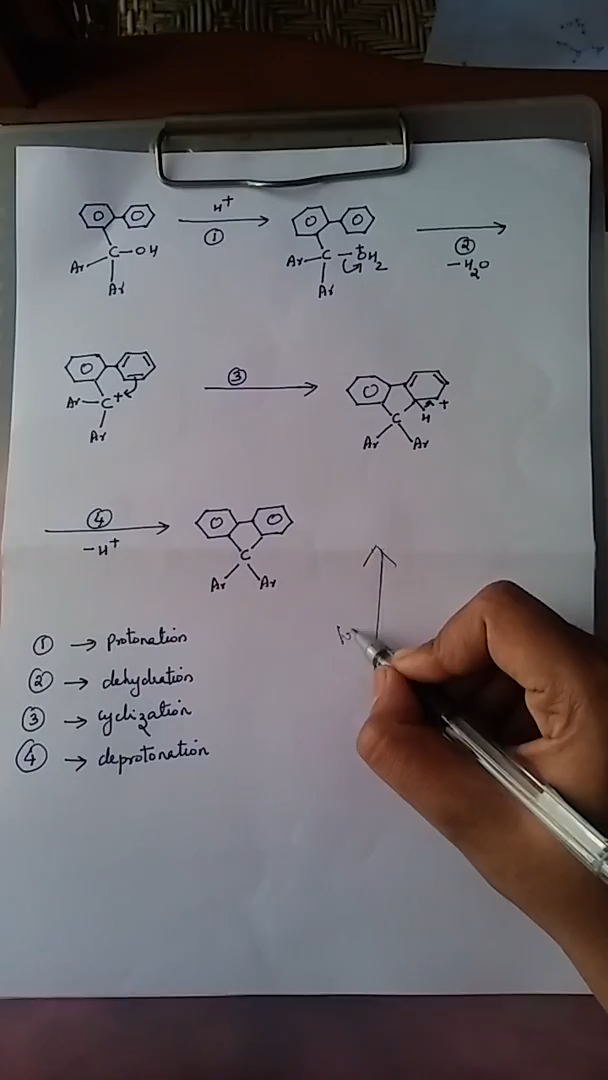 H+
①
C-OH
Ar
Ar
Ar-C-+OH2
Ar
②
-H2O
Ar-C+
Ar
③
C
H
+
Ar Ar
④
-H+
C
Ar Ar
① → Protonation
② → dehydration
③ → cyclization
④ → deprotonation